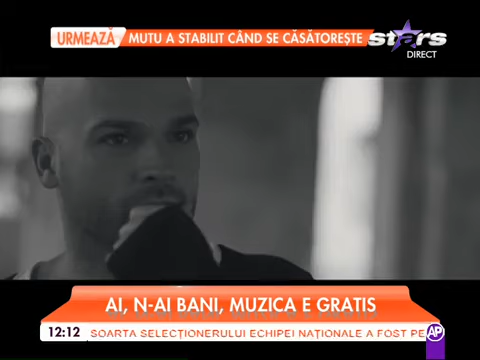 URMEAZĂ MUTU A STABILIT CÂND SE CĂSĂTOREȘTE
stars
DIRECT
AI, N-AI BANI, MUZICA E GRATIS
12:12 SOARTA SELECȚIONERULUI ECHIPEI NAȚIONALE A FOST PE
AP